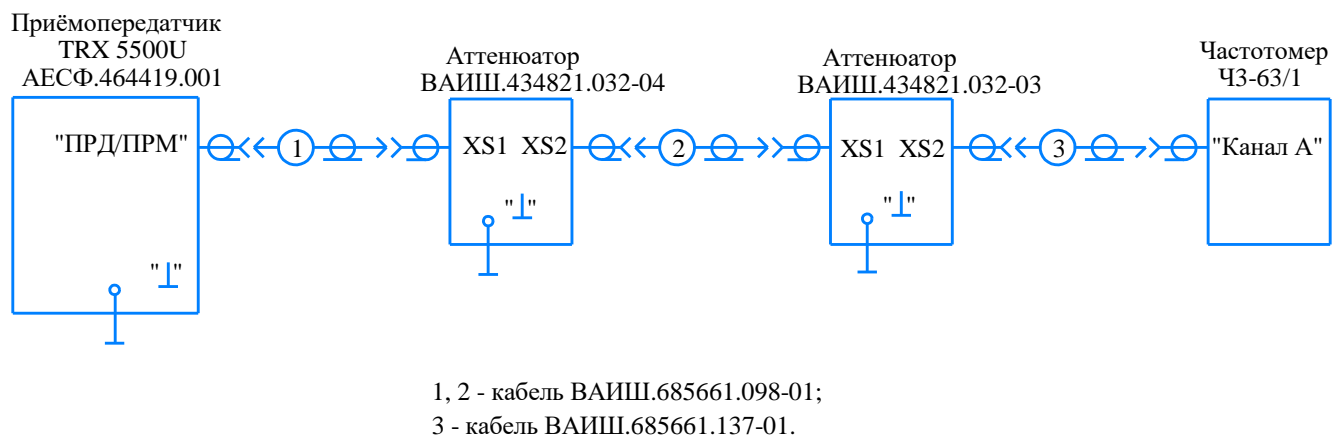 Приёмопередатчик
TRX 5500U
АЕСФ.464419.001
"ПРД/ПРМ"
"⊥"
1
Аттенюатор
ВАИШ.434821.032-04
XS1 XS2
"⊥"
2
Аттенюатор
ВАИШ.434821.032-03
XS1 XS2
"⊥"
3
Частотомер
Ч3-63/1
"Канал А"
1, 2 - кабель ВАИШ.685661.098-01;
3 - кабель ВАИШ.685661.137-01.